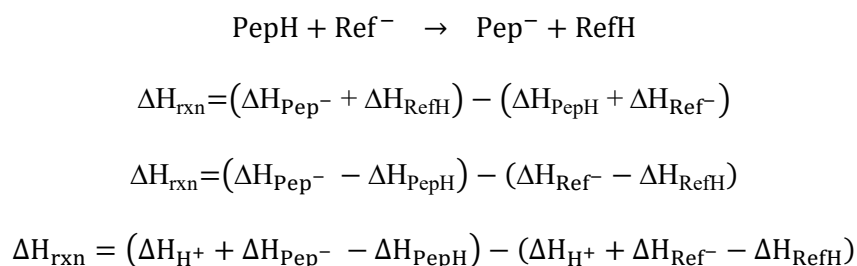 PepH + Ref⁻ → Pep⁻ + RefH
ΔH_rxn=(ΔH_Pep⁻ + ΔH_RefH) − (ΔH_PepH + ΔH_Ref⁻)
ΔH_rxn=(ΔH_Pep⁻ − ΔH_PepH) − (ΔH_Ref⁻ − ΔH_RefH)
ΔH_rxn = (ΔH_H⁺ + ΔH_Pep⁻ − ΔH_PepH) − (ΔH_H⁺ + ΔH_Ref⁻ − ΔH_RefH)